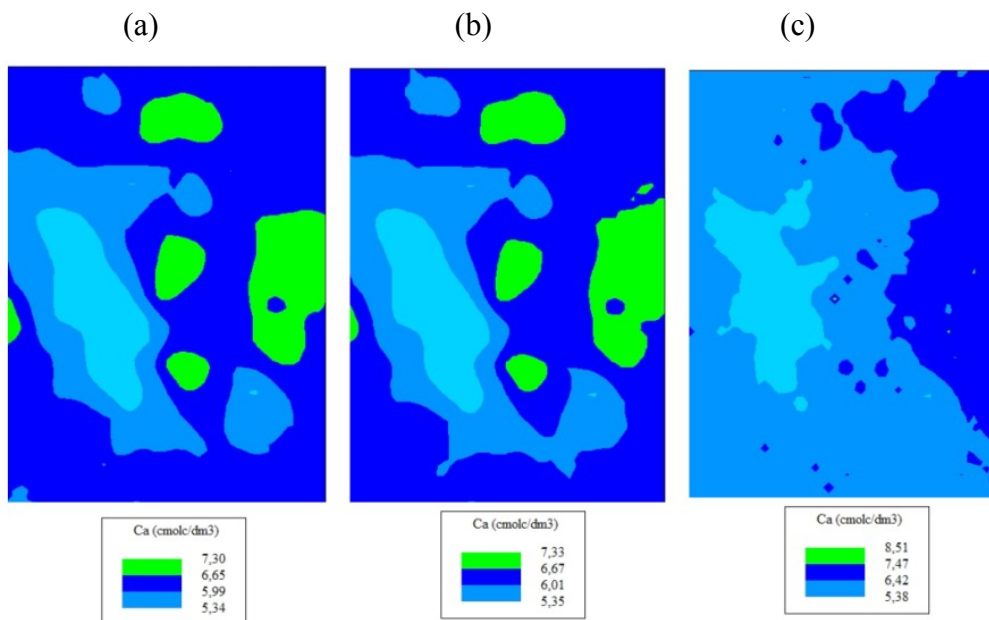 (a)
(b)
(c)
Ca (cmolc/dm3)
7,30
6,65
5,99
5,34
Ca (cmolc/dm3)
7,33
6,67
6,01
5,35
Ca (cmolc/dm3)
8,51
7,47
6,42
5,38